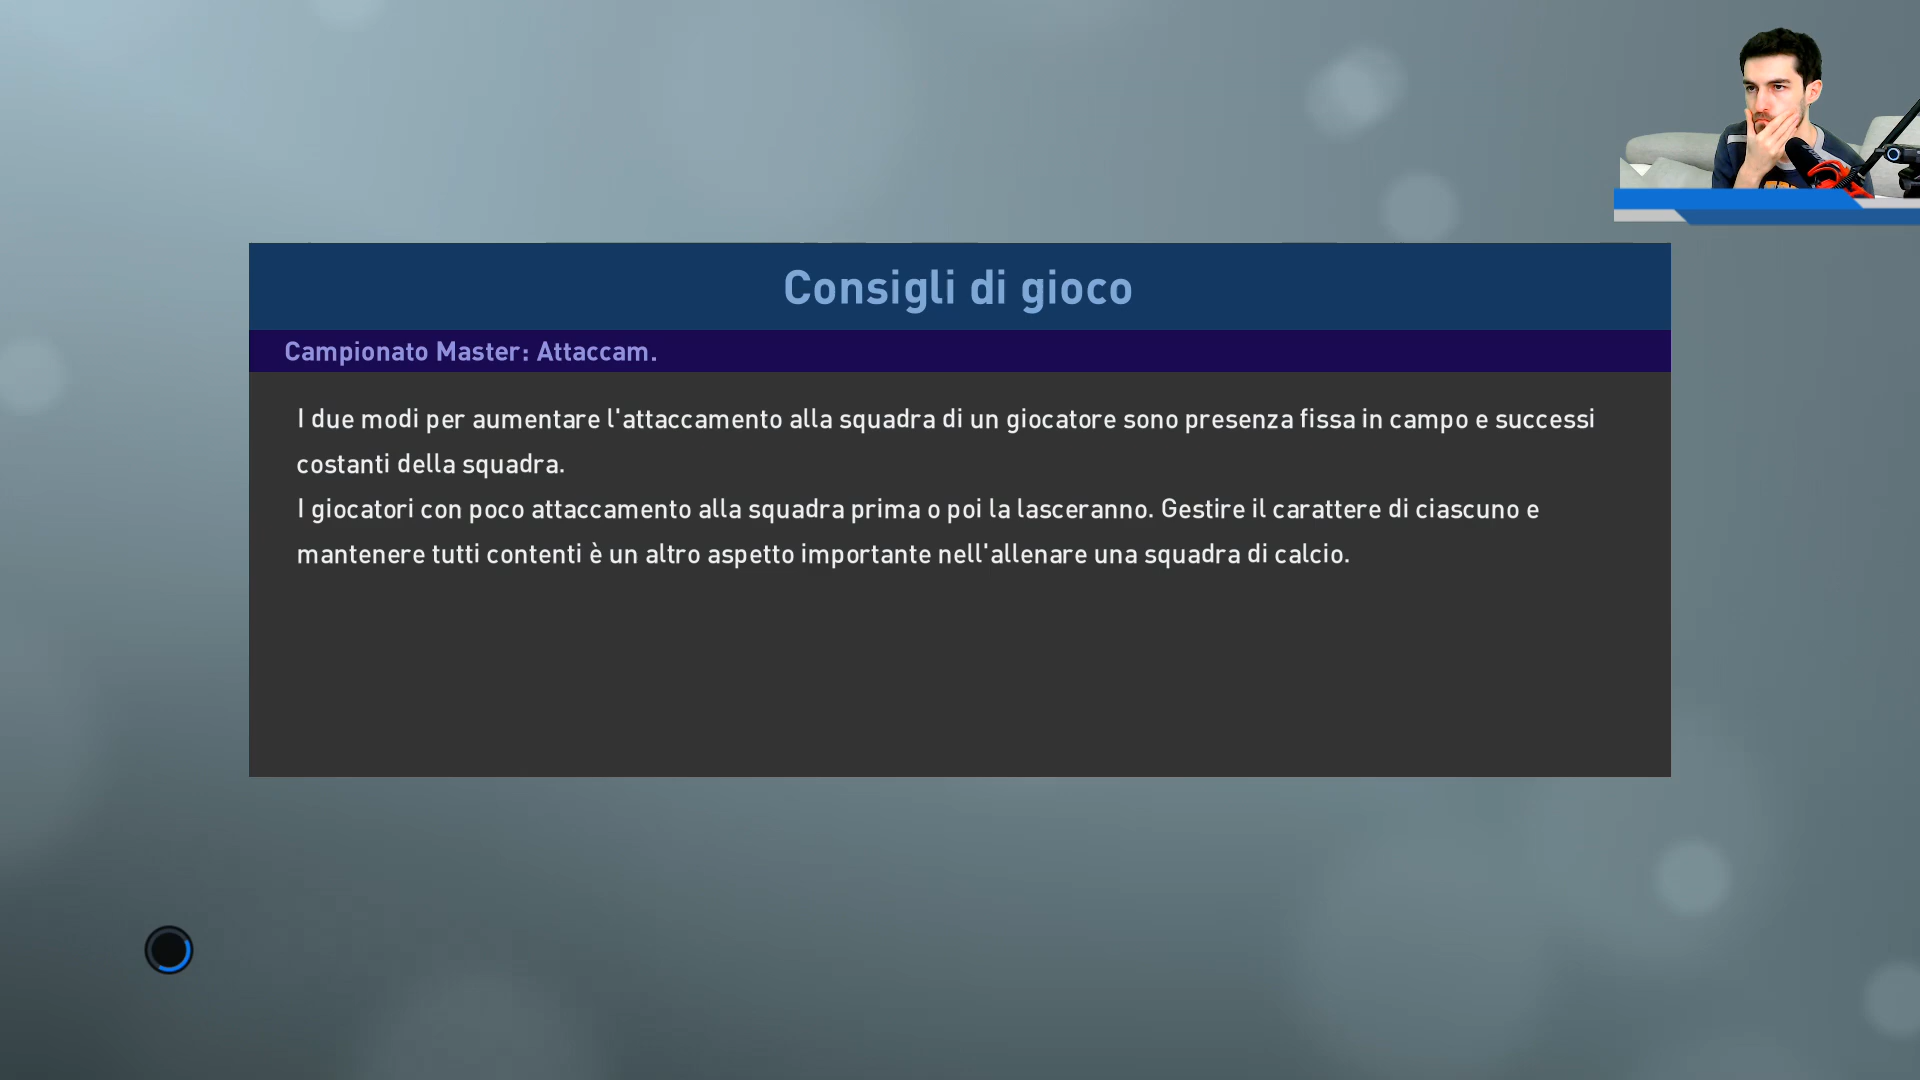 Consigli di gioco
Campionato Master: Attaccam.
I due modi per aumentare l'attaccamento alla squadra di un giocatore sono presenza fissa in campo e successi
costanti della squadra.
I giocatori con poco attaccamento alla squadra prima o poi la lasceranno. Gestire il carattere di ciascuno e
mantenere tutti contenti è un altro aspetto importante nell'allenare una squadra di calcio.